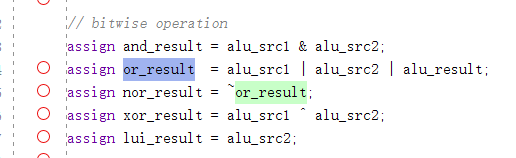 // bitwise operation
assign and_result = alu_src1 & alu_src2;
assign or_result  = alu_src1 | alu_src2 | alu_result;
assign nor_result = ~or_result;
assign xor_result = alu_src1 ^ alu_src2;
assign lui_result = alu_src2;